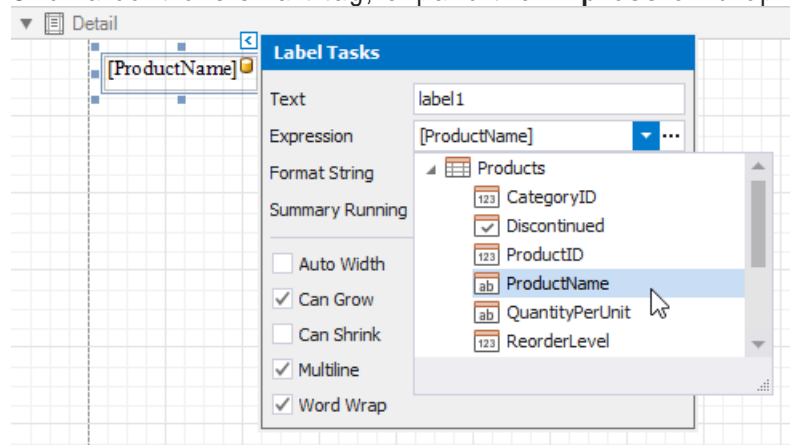 Detail
[ProductName]
Label Tasks
Text label1
Expression [ProductName]
Format String
Summary Running
Products
CategoryID
Discontinued
ProductID
ProductName
QuantityPerUnit
ReorderLevel
Auto Width
Can Grow
Can Shrink
Multiline
Word Wrap